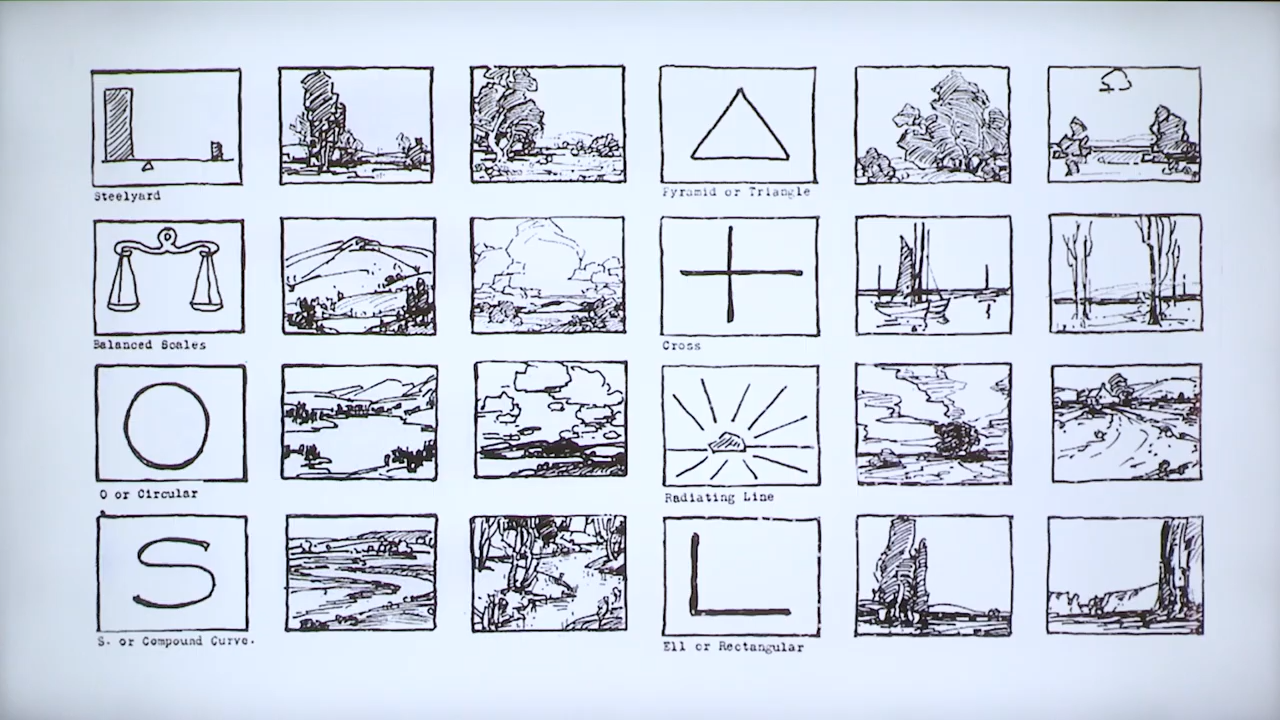 Steelyard
Pyramid or Triangle
Balanced Scales
Cross
O or Circular
Radiating Line
S
S. or Compound Curve.
L
Ell or Rectangular